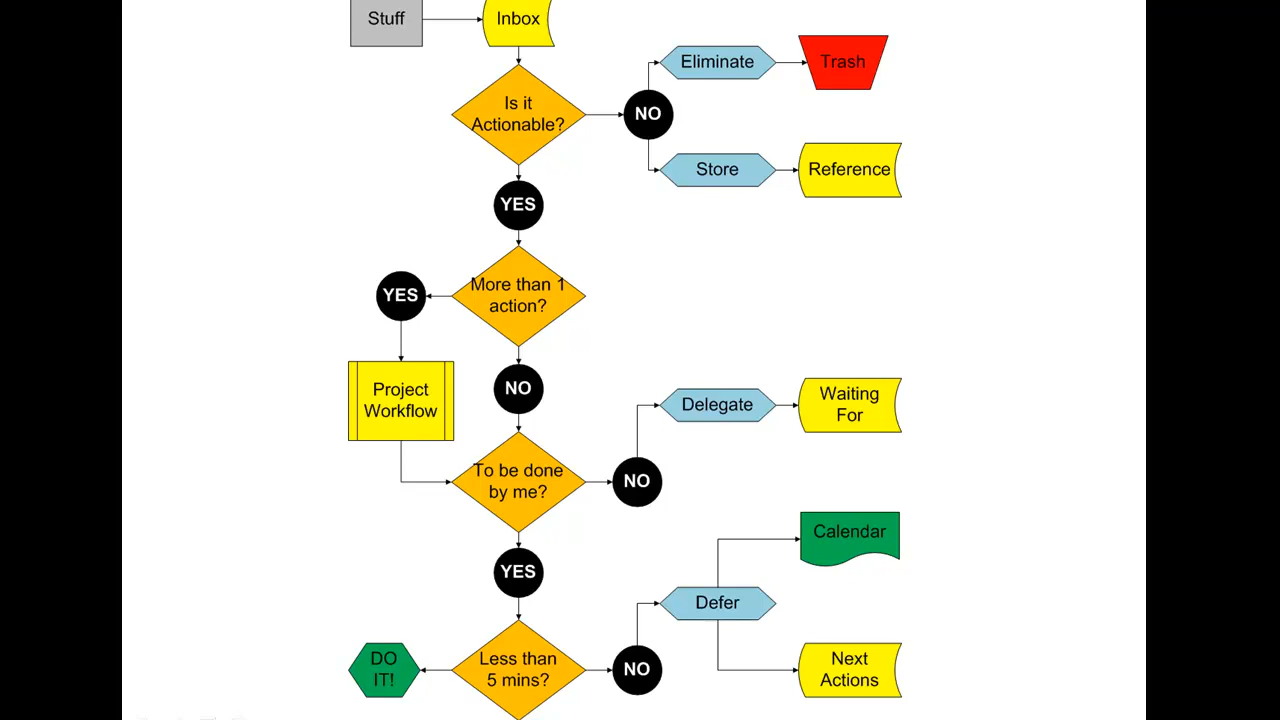 Stuff
Inbox
Eliminate
Trash
Is it
Actionable?
NO
Store
Reference
YES
More than 1
action?
YES
Project
Workflow
NO
Delegate
Waiting
For
To be done
by me?
NO
Calendar
YES
Defer
Less than
5 mins?
DO
IT!
NO
Next
Actions